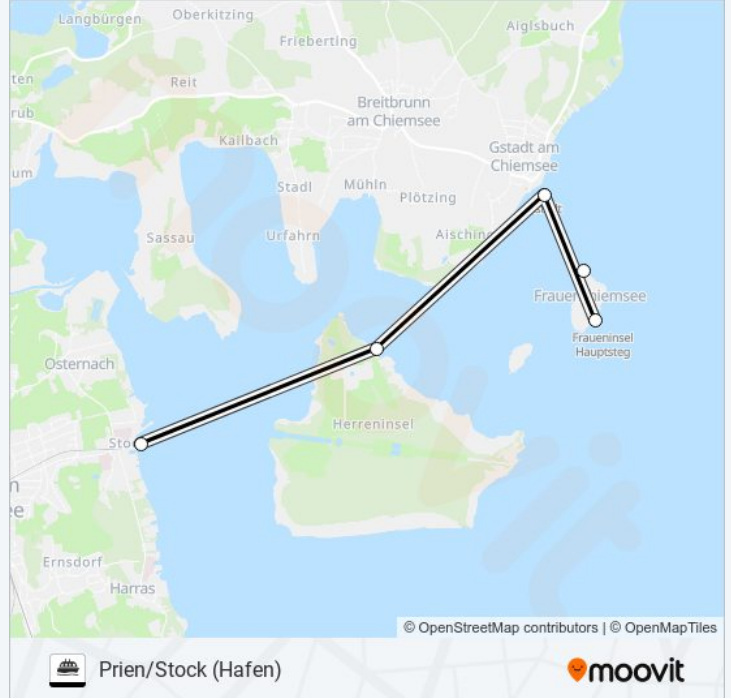 Langbürgen
Oberkitzing
Aiglsbuch
Frieberting
ten
Reit
rub
Breitbrunn
am Chiemsee
Kailbach
Gstadt am
Chiemsee
um
Stadl
Mühln
Plötzing
Sassau
Urfahrn
Aisching
Frauenchiemsee
Fraueninsel
Hauptsteg
Osternach
Herreninsel
Sto
n
ee
Ernsdorf
Harras
© OpenStreetMap contributors | © OpenMapTiles
Prien/Stock (Hafen)
moovit